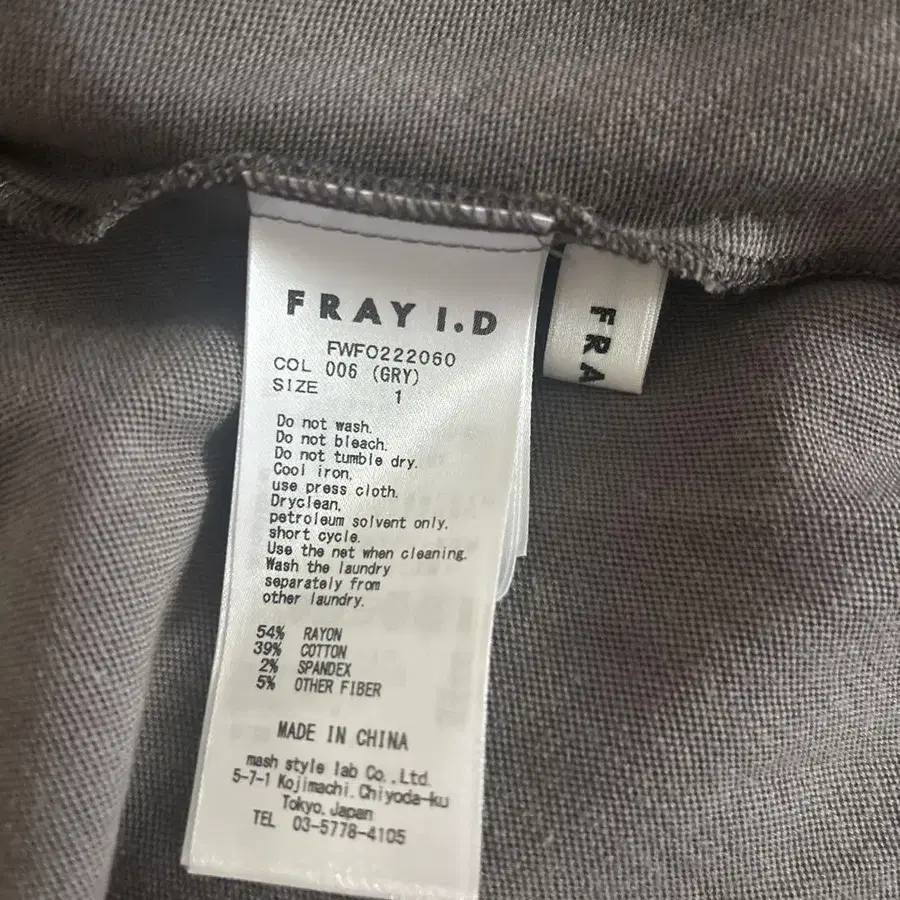 FRAY I.D
FWFO222060
COL 006 (GRY)
SIZE 1
Do not wash.
Do not bleach.
Do not tumble dry.
Cool iron,
use press cloth.
Dryclean,
petroleum solvent only.
short cycle.
Use the net when cleaning.
Wash the laundry
separately from
other laundry.
54% RAYON
39% COTTON
2% SPANDEX
5% OTHER FIBER
MADE IN CHINA
mash style lab Co.,Ltd.
5-7-1 Kojimachi.Chiyoda-ku
Tokyo.Japan
TEL 03-5778-4105
FRA